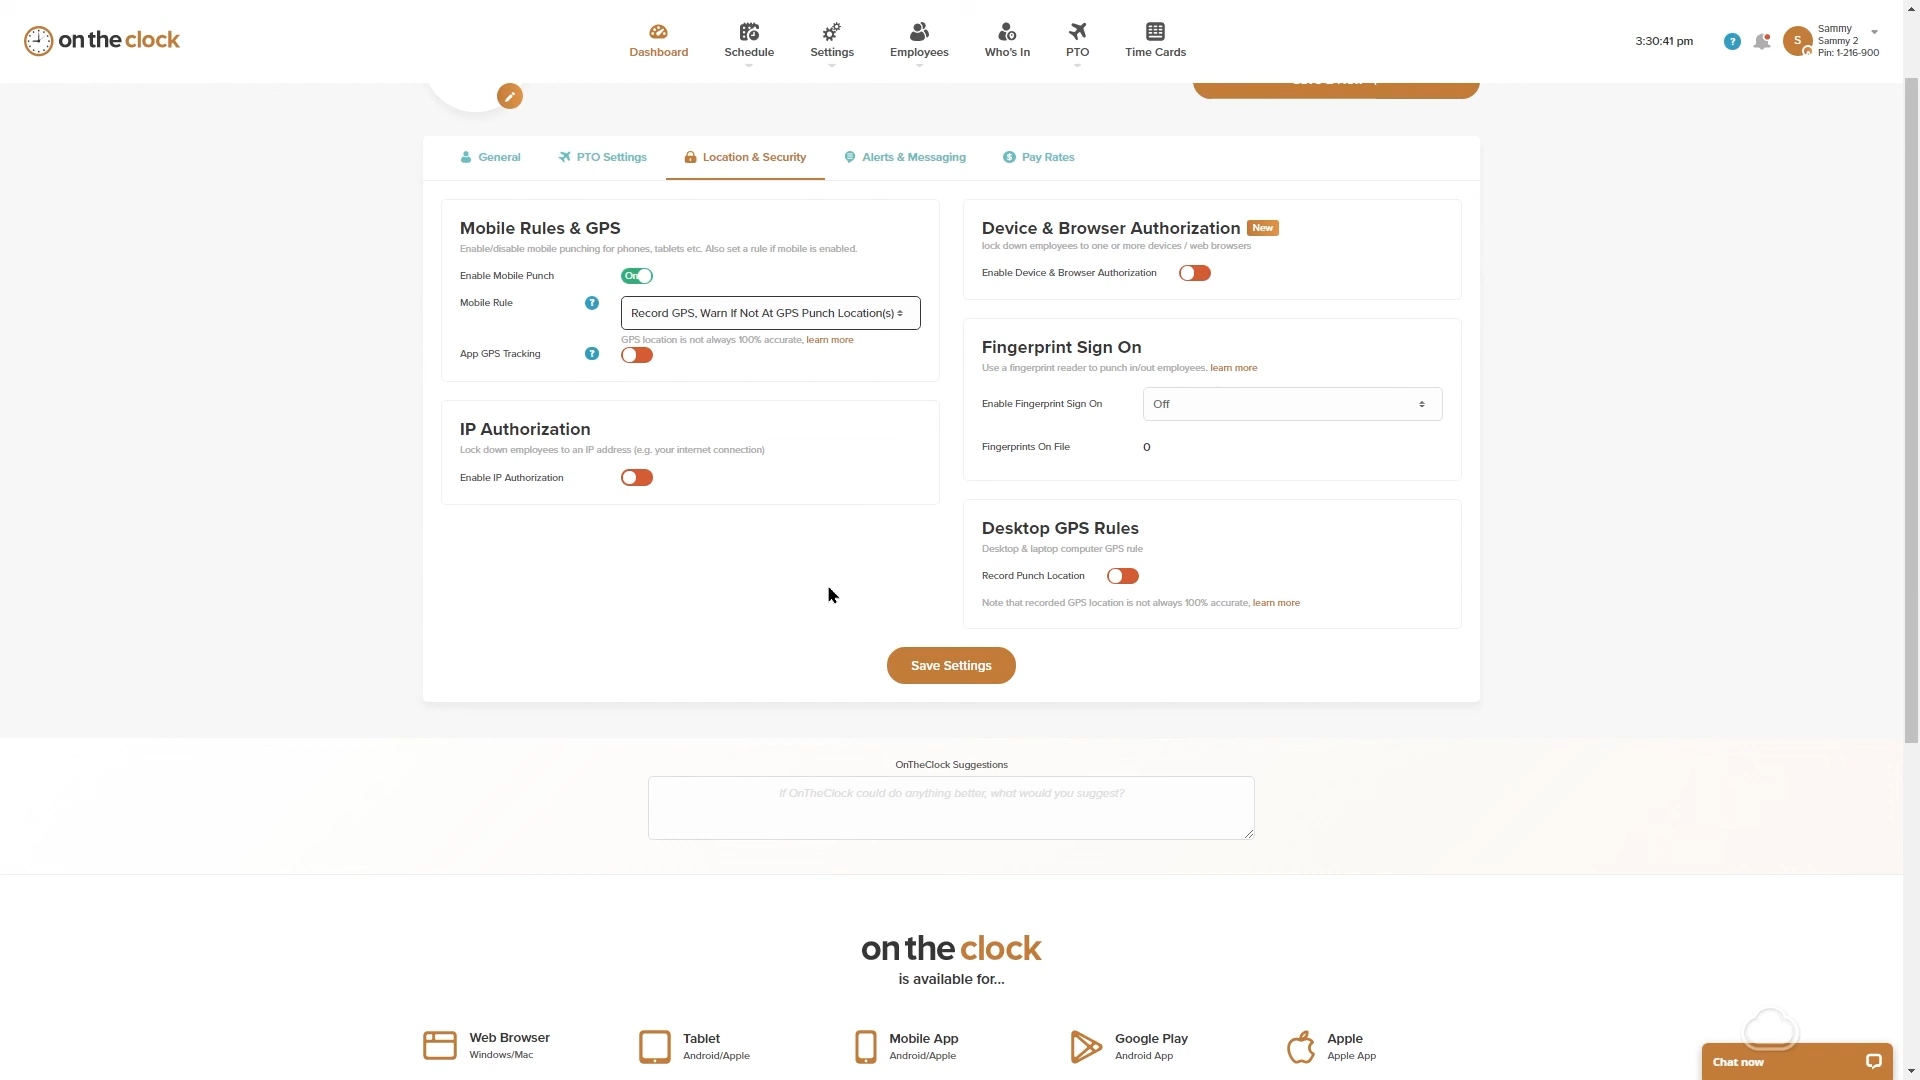 on the clock
Dashboard
Schedule
Settings
Employees
Who's In
PTO
Time Cards
3:30:41 pm
?
S
Sammy
Sammy 2
Pin: 1-216-900
General
PTO Settings
Location & Security
Alerts & Messaging
Pay Rates
Mobile Rules & GPS
Enable/disable mobile punching for phones, tablets etc. Also set a rule if mobile is enabled.
Enable Mobile Punch
On
Mobile Rule
?
Record GPS, Warn If Not At GPS Punch Location(s)
GPS location is not always 100% accurate, learn more
App GPS Tracking
?
IP Authorization
Lock down employees to an IP address (e.g. your internet connection)
Enable IP Authorization
Device & Browser Authorization New
lock down employees to one or more devices / web browsers
Enable Device & Browser Authorization
Fingerprint Sign On
Use a fingerprint reader to punch in/out employees. learn more
Enable Fingerprint Sign On
Off
Fingerprints On File
0
Desktop GPS Rules
Desktop & laptop computer GPS rule
Record Punch Location
Note that recorded GPS location is not always 100% accurate, learn more
Save Settings
OnTheClock Suggestions
If OnTheClock could do anything better, what would you suggest?
on the clock
is available for...
Web Browser
Windows/Mac
Tablet
Android/Apple
Mobile App
Android/Apple
Google Play
Android App
Apple
Apple App
Chat now